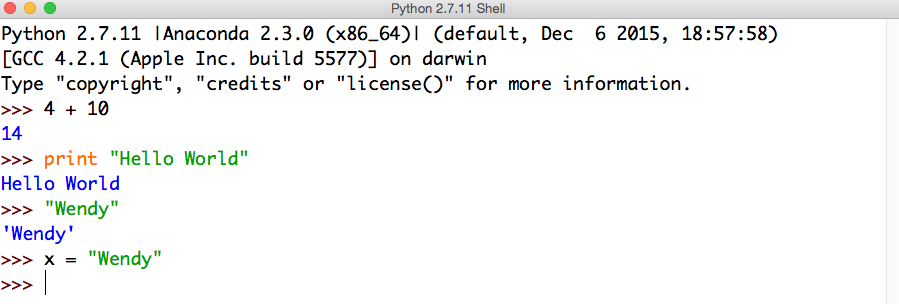 Python 2.7.11 Shell
Python 2.7.11 |Anaconda 2.3.0 (x86_64)| (default, Dec  6 2015, 18:57:58)
[GCC 4.2.1 (Apple Inc. build 5577)] on darwin
Type "copyright", "credits" or "license()" for more information.
>>> 4 + 10
14
>>> print "Hello World"
Hello World
>>> "Wendy"
'Wendy'
>>> x = "Wendy"
>>>